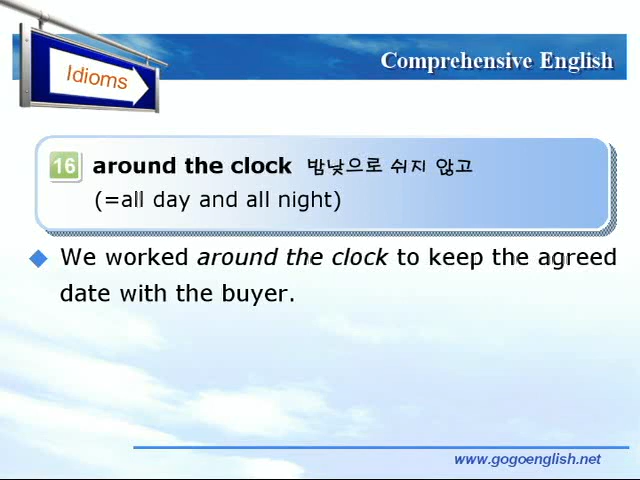 Idioms
Comprehensive English
16 around the clock 밤낮으로 쉬지 않고
(=all day and all night)
We worked around the clock to keep the agreed
date with the buyer.
www.gogoenglish.net